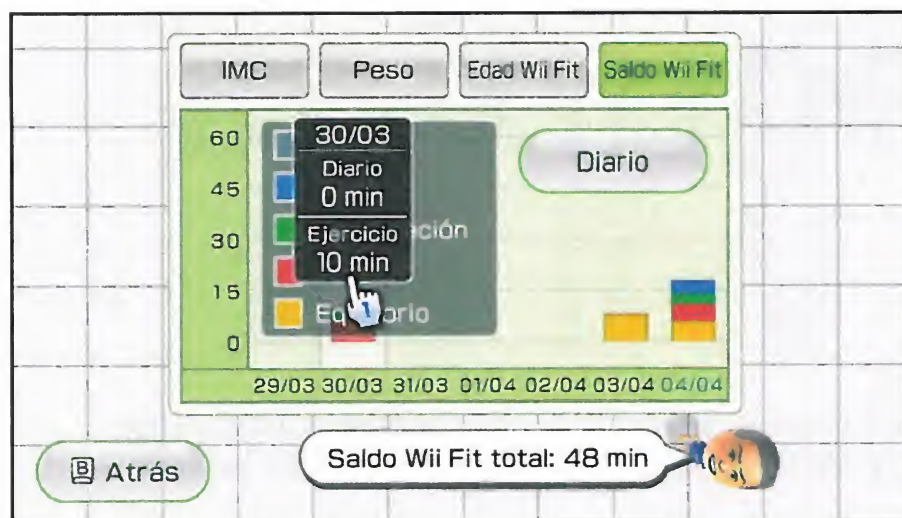 IMC
Peso
Edad Wii Fit
Saldo Wii Fit
60
45
30
15
0
30/03
Diario
0 min
Ejercicio
10 min
Diario
29/03 30/03 31/03 01/04 02/04 03/04 04/04
1
B Atrás
Saldo Wii Fit total: 48 min